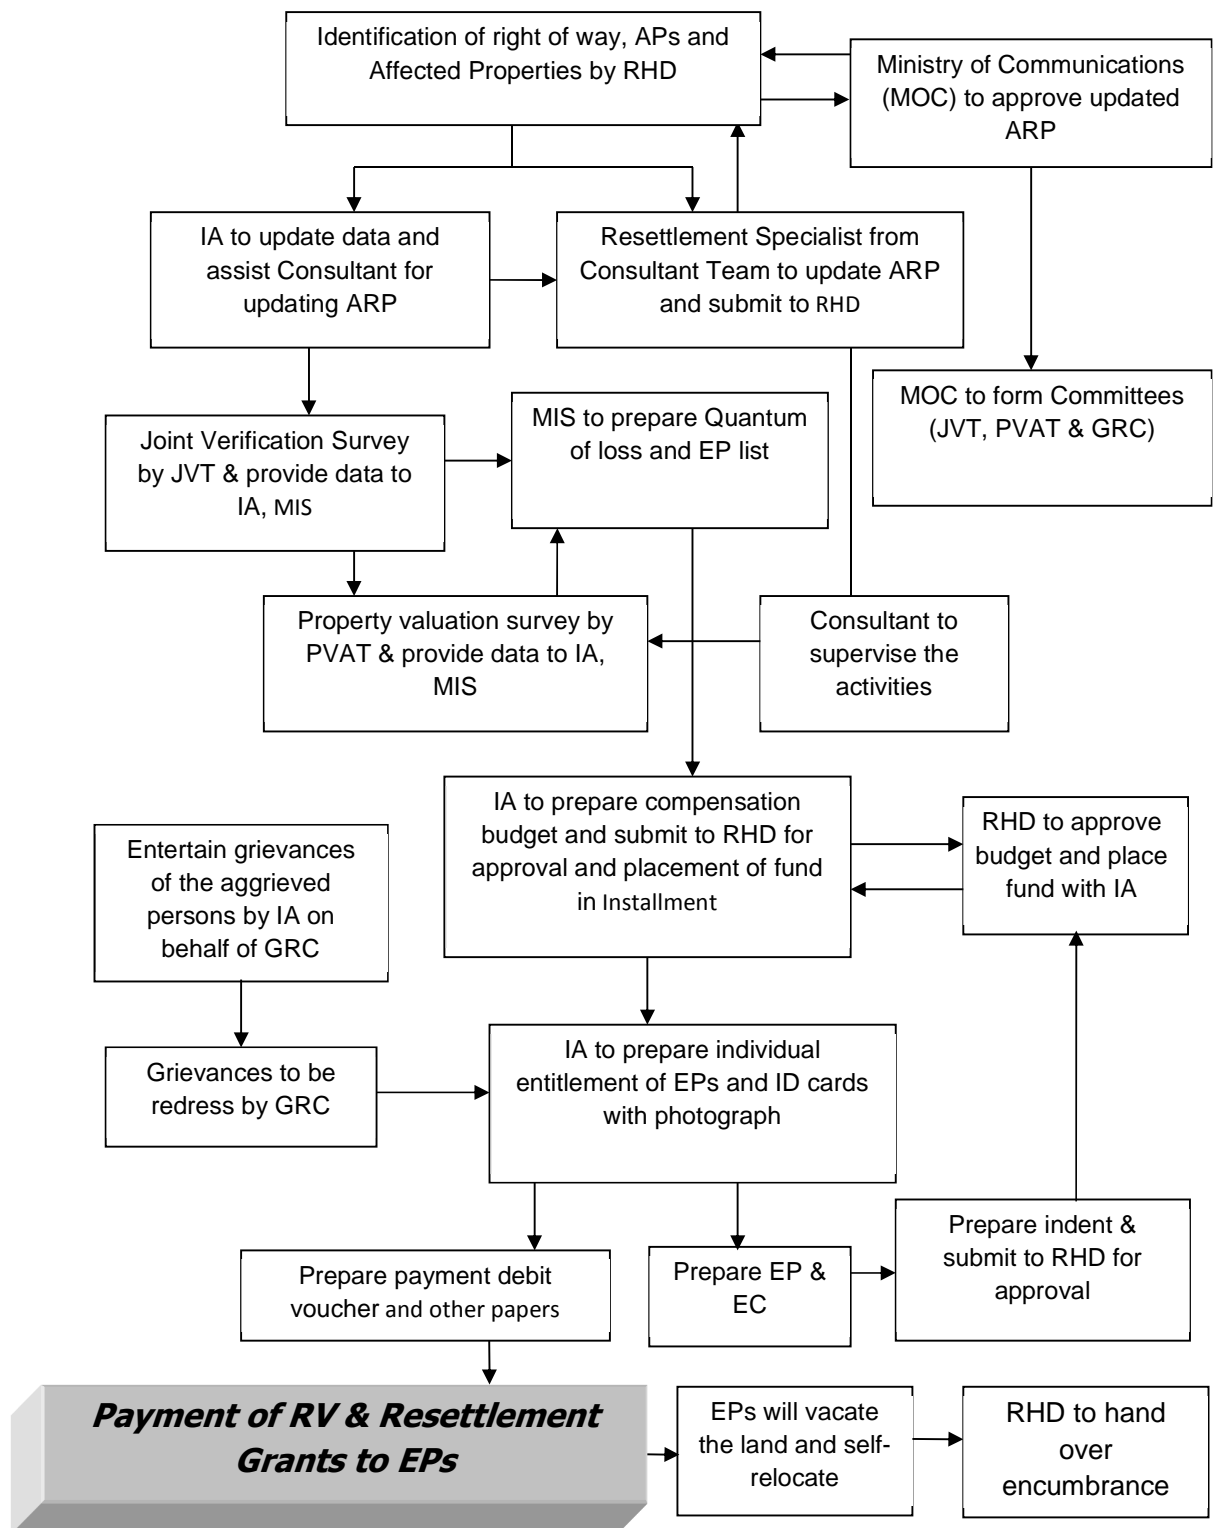 Identification of right of way, APs and
Affected Properties by RHD
Ministry of Communications
(MOC) to approve updated
ARP
IA to update data and
assist Consultant for
updating ARP
Resettlement Specialist from
Consultant Team to update ARP
and submit to RHD
MOC to form Committees
(JVT, PVAT & GRC)
Joint Verification Survey
by JVT & provide data to
IA, MIS
MIS to prepare Quantum
of loss and EP list
Property valuation survey by
PVAT & provide data to IA,
MIS
Consultant to
supervise the
activities
IA to prepare compensation
budget and submit to RHD for
approval and placement of fund
in Installment
RHD to approve
budget and place
fund with IA
Entertain grievances
of the aggrieved
persons by IA on
behalf of GRC
Grievances to be
redress by GRC
IA to prepare individual
entitlement of EPs and ID cards
with photograph
Prepare indent &
submit to RHD for
approval
Prepare payment debit
voucher and other papers
Prepare EP &
EC
Payment of RV & Resettlement
Grants to EPs
EPs will vacate
the land and self-
relocate
RHD to hand
over
encumbrance